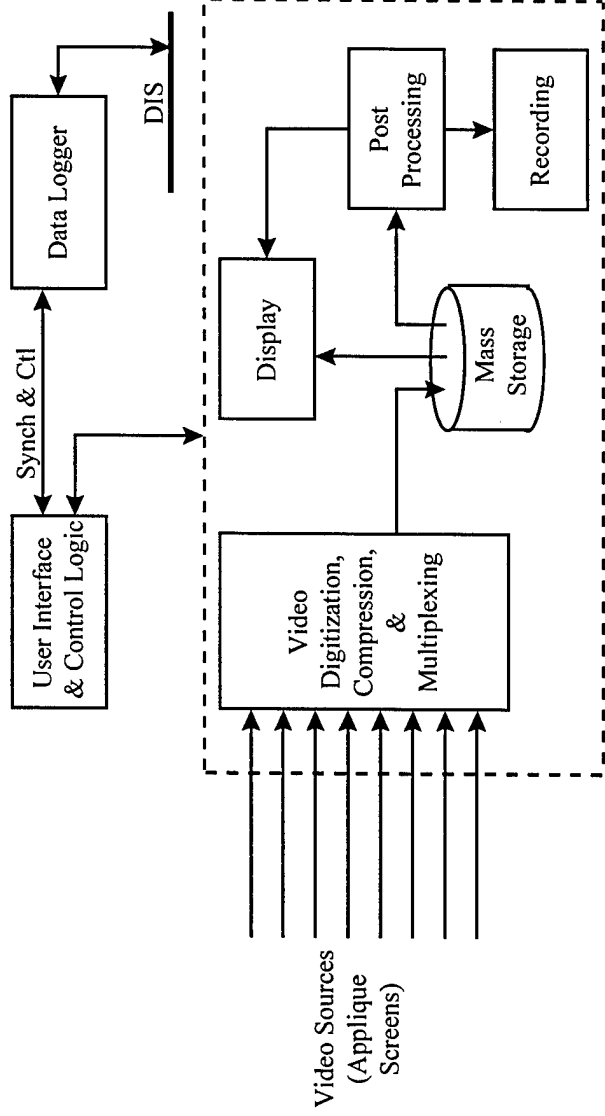 User Interface
& Control Logic
Synch & Ctl
Data Logger
DIS
Video Sources
(Applique
Screens)
Video
Digitization,
Compression,
&
Multiplexing
Display
Mass
Storage
Post
Processing
Recording